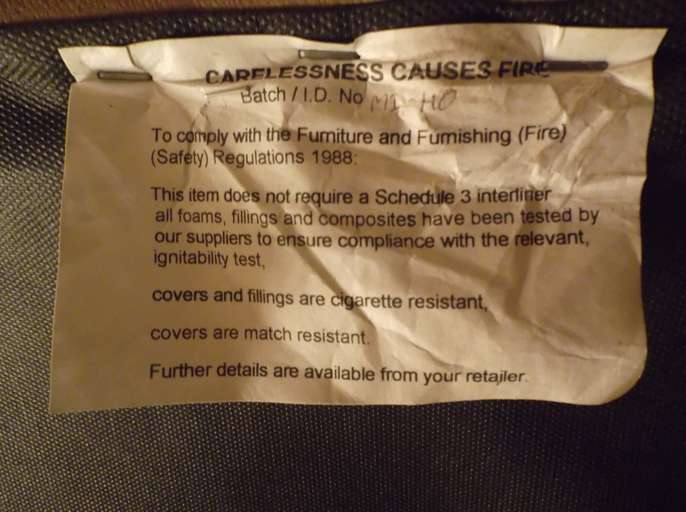 CARELESSNESS CAUSES FIRE
Batch / I.D. No
To comply with the Furniture and Furnishing (Fire)
(Safety) Regulations 1988:
This item does not require a Schedule 3 interliner
all foams, fillings and composites have been tested by
our suppliers to ensure compliance with the relevant,
ignitability test,
covers and fillings are cigarette resistant,
covers are match resistant.
Further details are available from your retailer.